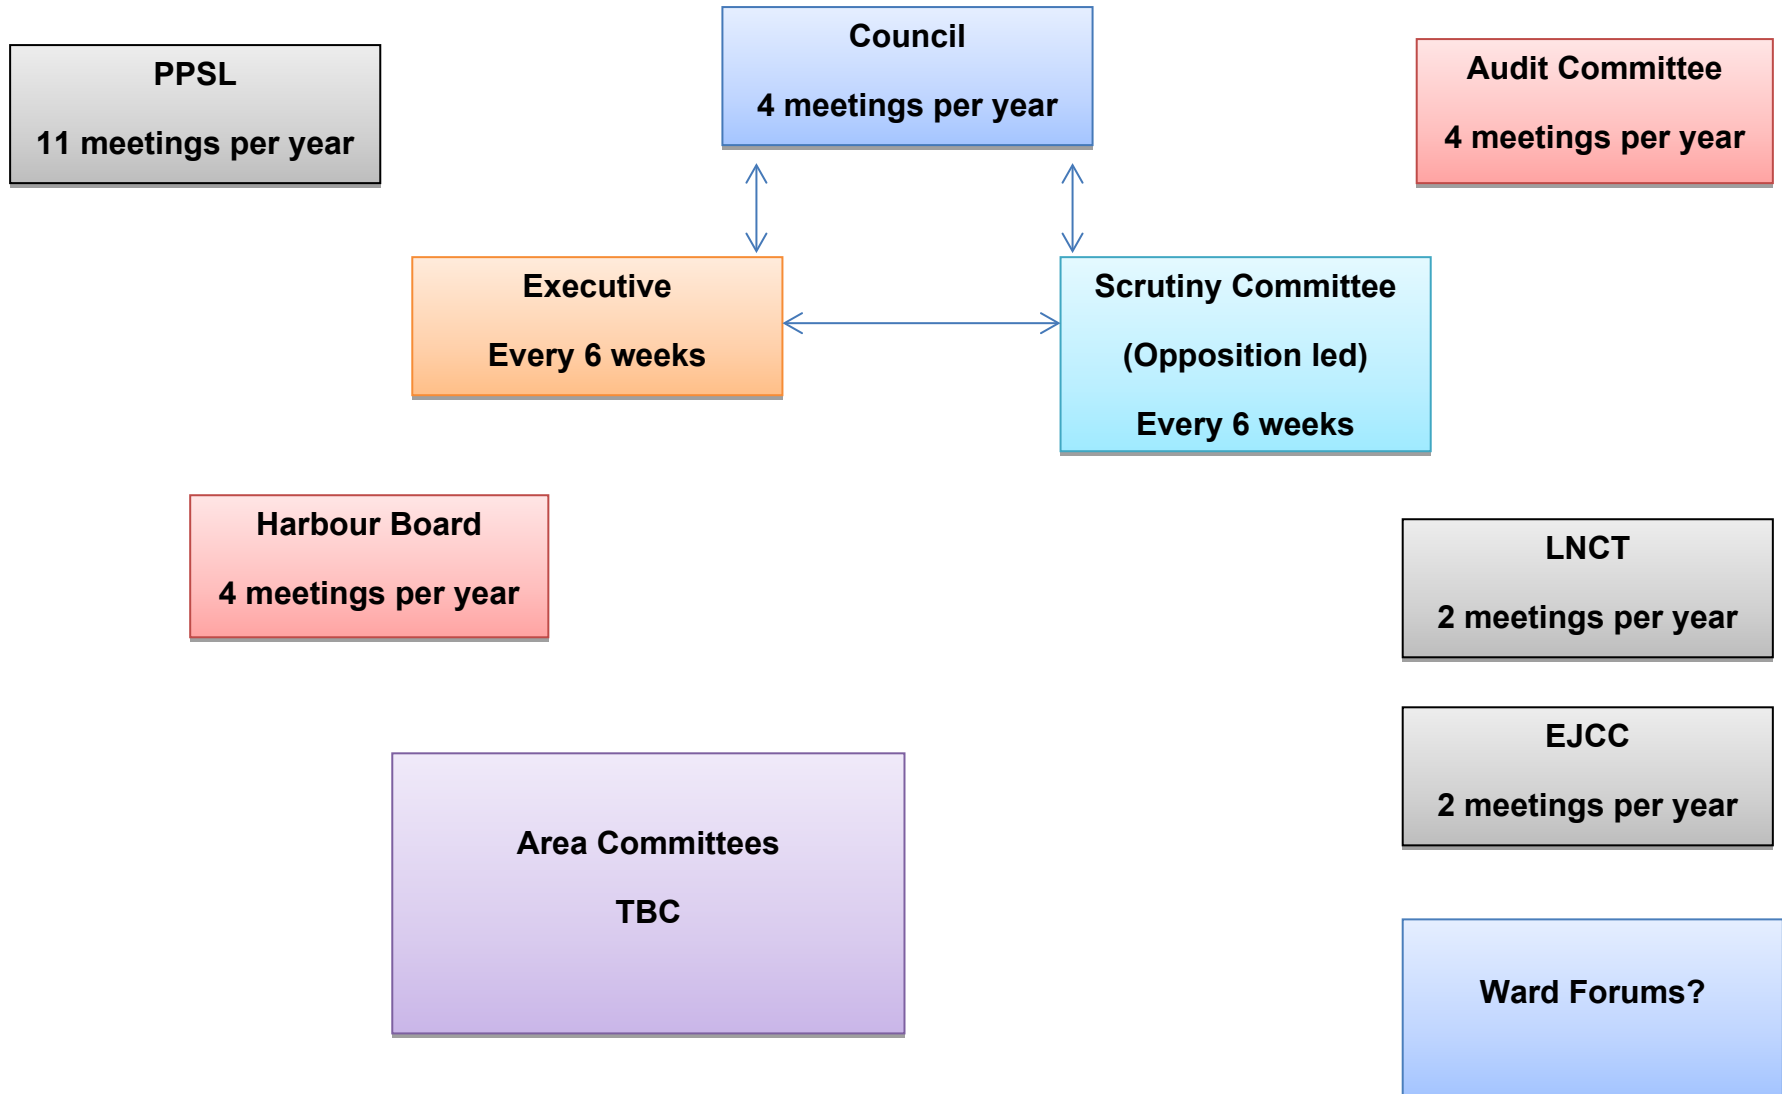 PPSL
11 meetings per year
Council
4 meetings per year
Audit Committee
4 meetings per year
Executive
Every 6 weeks
Scrutiny Committee
(Opposition led)
Every 6 weeks
Harbour Board
4 meetings per year
LNCT
2 meetings per year
EJCC
2 meetings per year
Area Committees
TBC
Ward Forums?